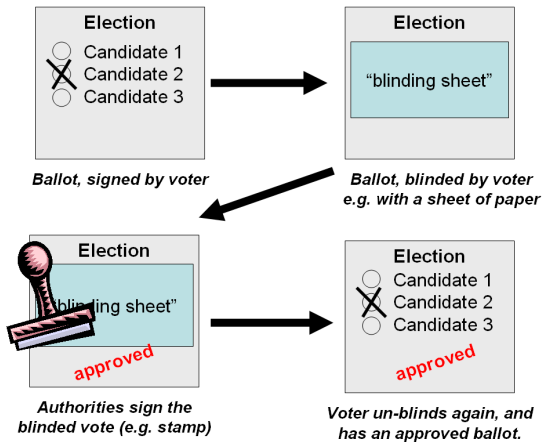 Election
Candidate 1
Candidate 2
Candidate 3
Ballot, signed by voter
Election
“blinding sheet”
Ballot, blinded by voter
e.g. with a sheet of paper
Election
blinding sheet”
approved
Authorities sign the
blinded vote (e.g. stamp)
Election
Candidate 1
Candidate 2
Candidate 3
approved
Voter un-blinds again, and
has an approved ballot.